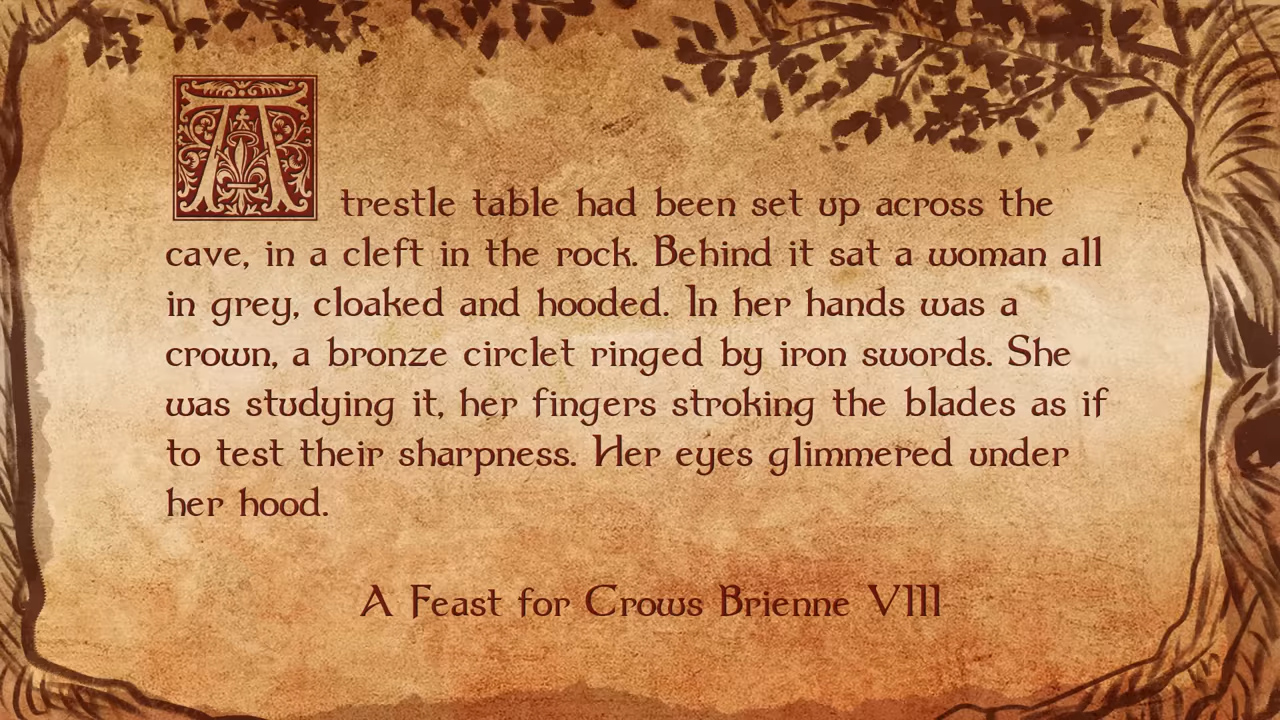 A trestle table had been set up across the
cave, in a cleft in the rock. Behind it sat a woman all
in grey, cloaked and hooded. In her hands was a
crown, a bronze circlet ringed by iron swords. She
was studying it, her fingers stroking the blades as if
to test their sharpness. Her eyes glimmered under
her hood.
A Feast for Crows Brienne VIII